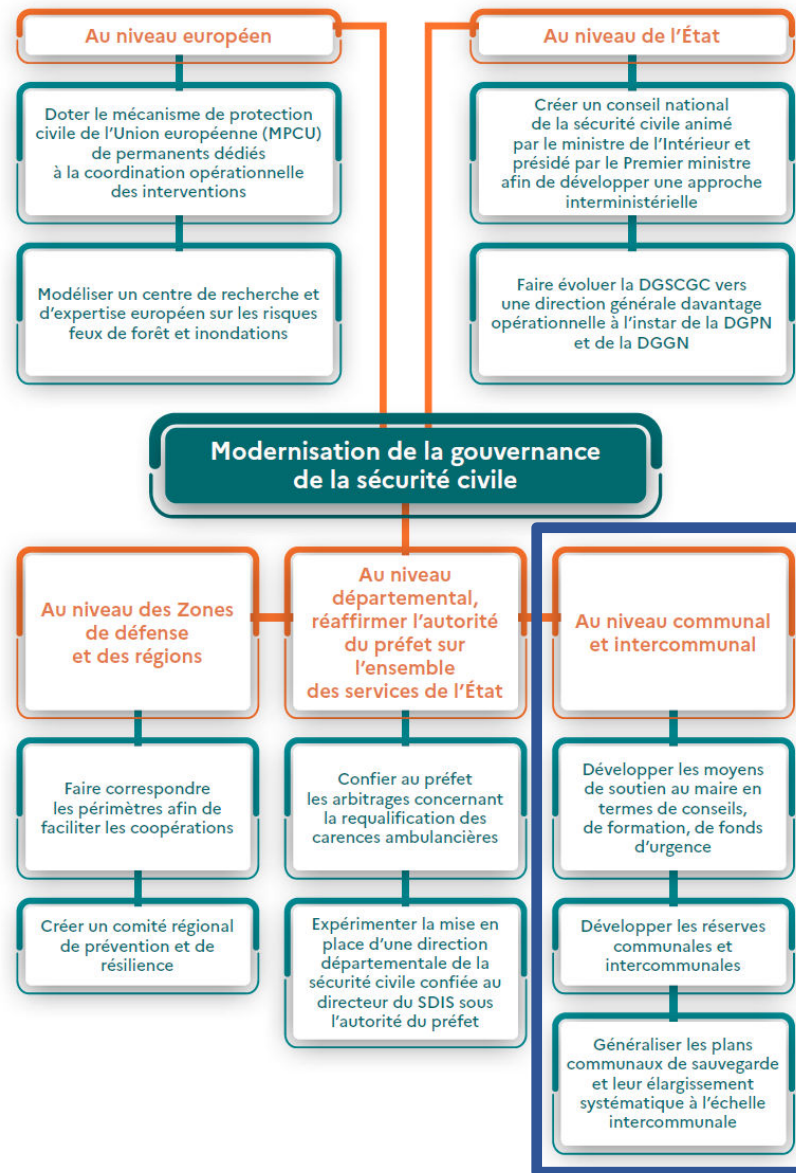 Au niveau européen
Doter le mécanisme de protection
civile de l'Union européenne (MPCU)
de permanents dédiés
à la coordination opérationnelle
des interventions
Modéliser un centre de recherche et
d'expertise européen sur les risques
feux de forêt et inondations
Au niveau de l'État
Créer un conseil national
de la sécurité civile animé
par le ministre de l'Intérieur et
présidé par le Premier ministre
afin de développer une approche
interministérielle
Faire évoluer la DGSCGC vers
une direction générale davantage
opérationnelle à l'instar de la DGPN
et de la DGGN
Modernisation de la gouvernance
de la sécurité civile
Au niveau des Zones
de défense
et des régions
Faire correspondre
les périmètres afin de
faciliter les coopérations
Créer un comité régional
de prévention et de
résilience
Au niveau
départemental,
réaffirmer l'autorité
du préfet sur
l'ensemble
des services de l'État
Confier au préfet
les arbitrages concernant
la requalification des
carences ambulancières
Expérimenter la mise en
place d'une direction
départementale de la
sécurité civile confiée au
directeur du SDIS sous
l'autorité du préfet
Au niveau communal
et intercommunal
Développer les moyens
de soutien au maire en
termes de conseils,
de formation, de fonds
d'urgence
Développer les réserves
communales et
intercommunales
Généraliser les plans
communaux de sauvegarde
et leur élargissement
systématique à l'échelle
intercommunale